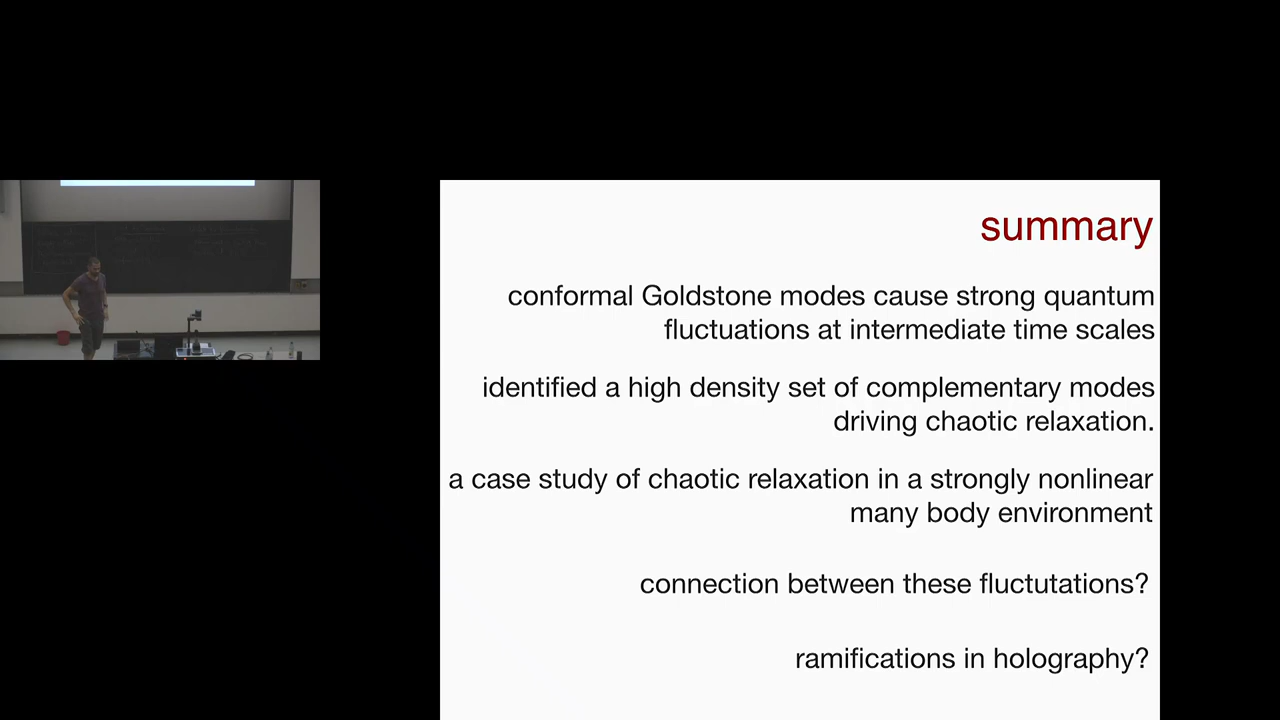 summary
conformal Goldstone modes cause strong quantum
fluctuations at intermediate time scales
identified a high density set of complementary modes
driving chaotic relaxation.
a case study of chaotic relaxation in a strongly nonlinear
many body environment
connection between these fluctutations?
ramifications in holography?